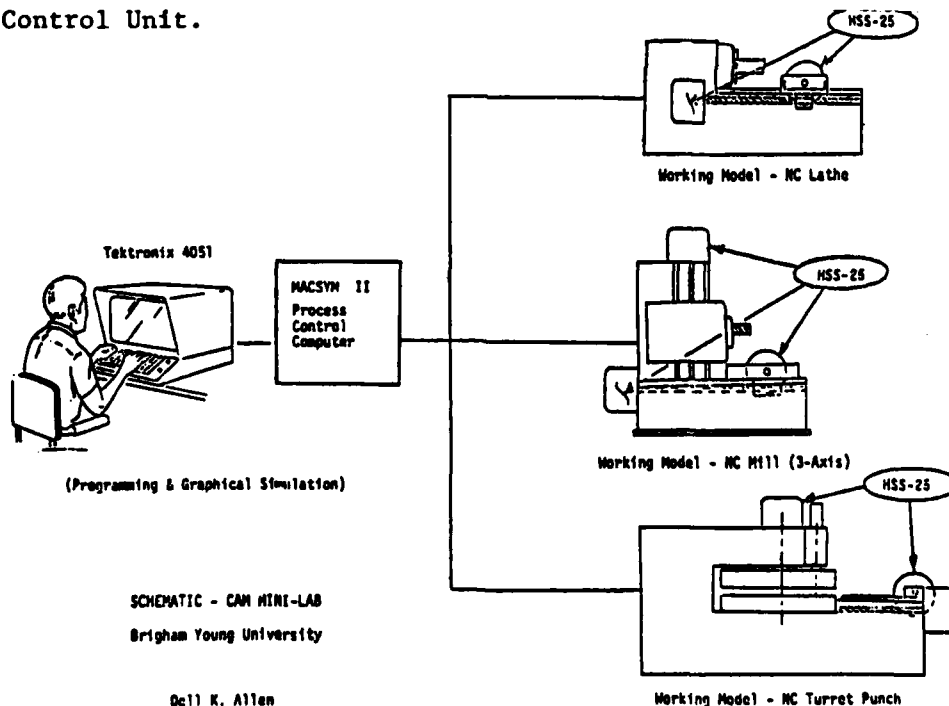 Control Unit.
HSS-25
Working Model - NC Lathe
Tektronix 4051
MACSYM II
Process
Control
Computer
HSS-25
Working Model - NC Mill (3-Axis)
(Programming & Graphical Simulation)
HSS-25
SCHEMATIC - CAM MINI-LAB
Brigham Young University
Dell K. Allen
Working Model - NC Turret Punch